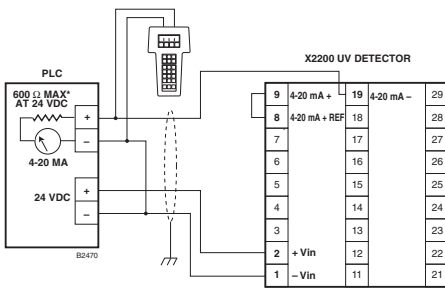 X2200 UV DETECTOR
PLC
600 Ω MAX*
AT 24 VDC
+
–
4-20 MA
24 VDC
+
–
B2470
9 4-20 mA + 19 4-20 mA – 29
8 4-20 mA + REF 18 28
7 17 27
6 16 26
5 15 25
4 14 24
3 13 23
2 + Vin 12 22
1 – Vin 11 21